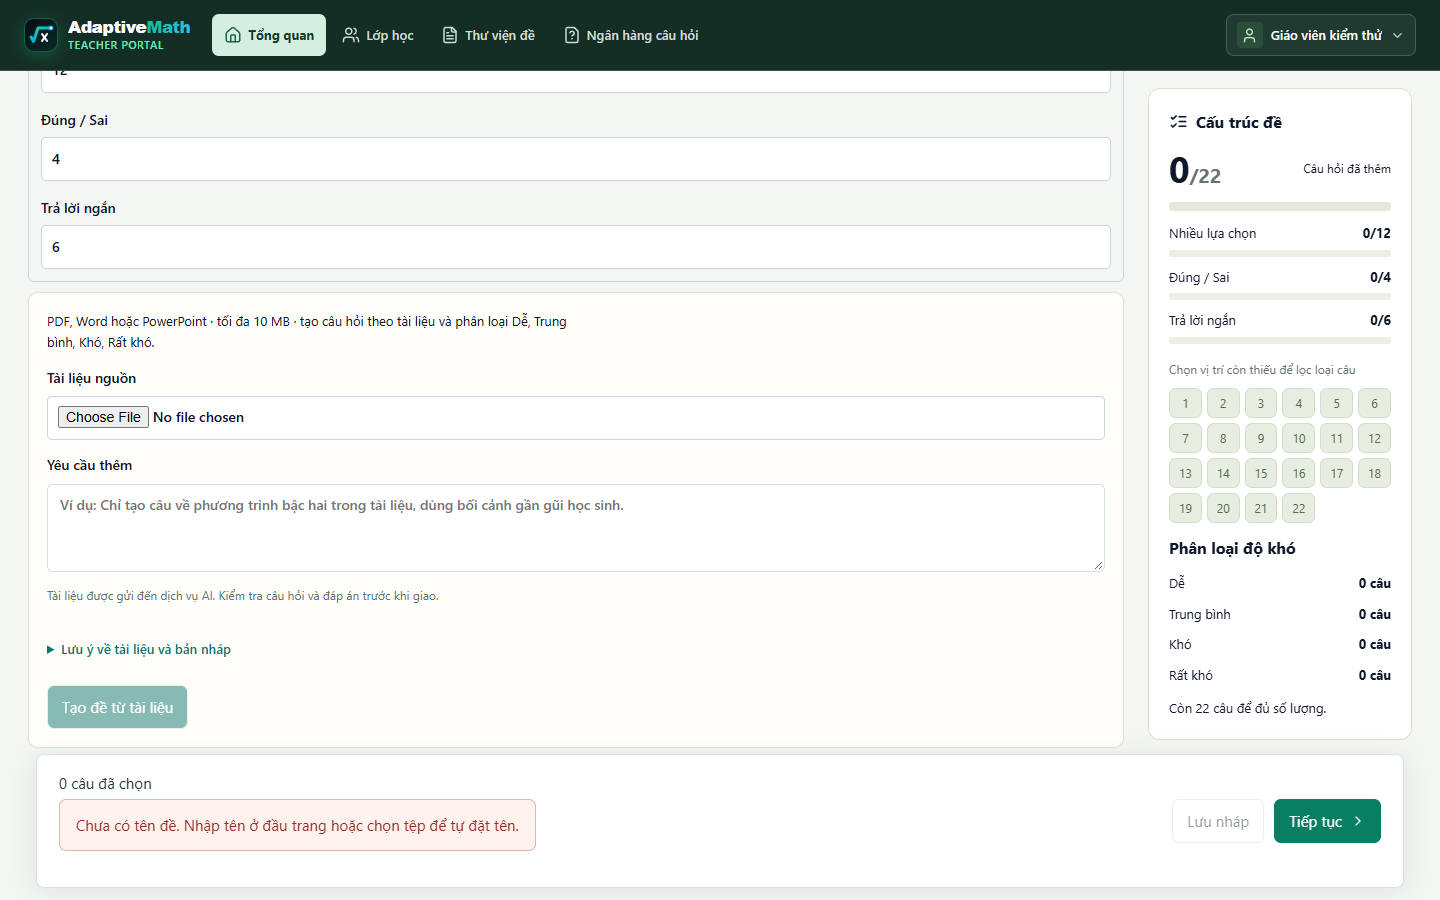 AdaptiveMath
TEACHER PORTAL
Tổng quan
Lớp học
Thư viện đề
Ngân hàng câu hỏi
Giáo viên kiểm thử
12
Đúng / Sai
4
Trả lời ngắn
6
PDF, Word hoặc PowerPoint · tối đa 10 MB · tạo câu hỏi theo tài liệu và phân loại Dễ, Trung
bình, Khó, Rất khó.
Tài liệu nguồn
Choose File No file chosen
Yêu cầu thêm
Ví dụ: Chỉ tạo câu về phương trình bậc hai trong tài liệu, dùng bối cảnh gần gũi học sinh.
Tài liệu được gửi đến dịch vụ AI. Kiểm tra câu hỏi và đáp án trước khi giao.
Lưu ý về tài liệu và bản nháp
Tạo đề từ tài liệu
Cấu trúc đề
0/22 Câu hỏi đã thêm
Nhiều lựa chọn 0/12
Đúng / Sai 0/4
Trả lời ngắn 0/6
Chọn vị trí còn thiếu để lọc loại câu
1 2 3 4 5 6
7 8 9 10 11 12
13 14 15 16 17 18
19 20 21 22
Phân loại độ khó
Dễ 0 câu
Trung bình 0 câu
Khó 0 câu
Rất khó 0 câu
Còn 22 câu để đủ số lượng.
0 câu đã chọn
Chưa có tên đề. Nhập tên ở đầu trang hoặc chọn tệp để tự đặt tên.
Lưu nháp
Tiếp tục